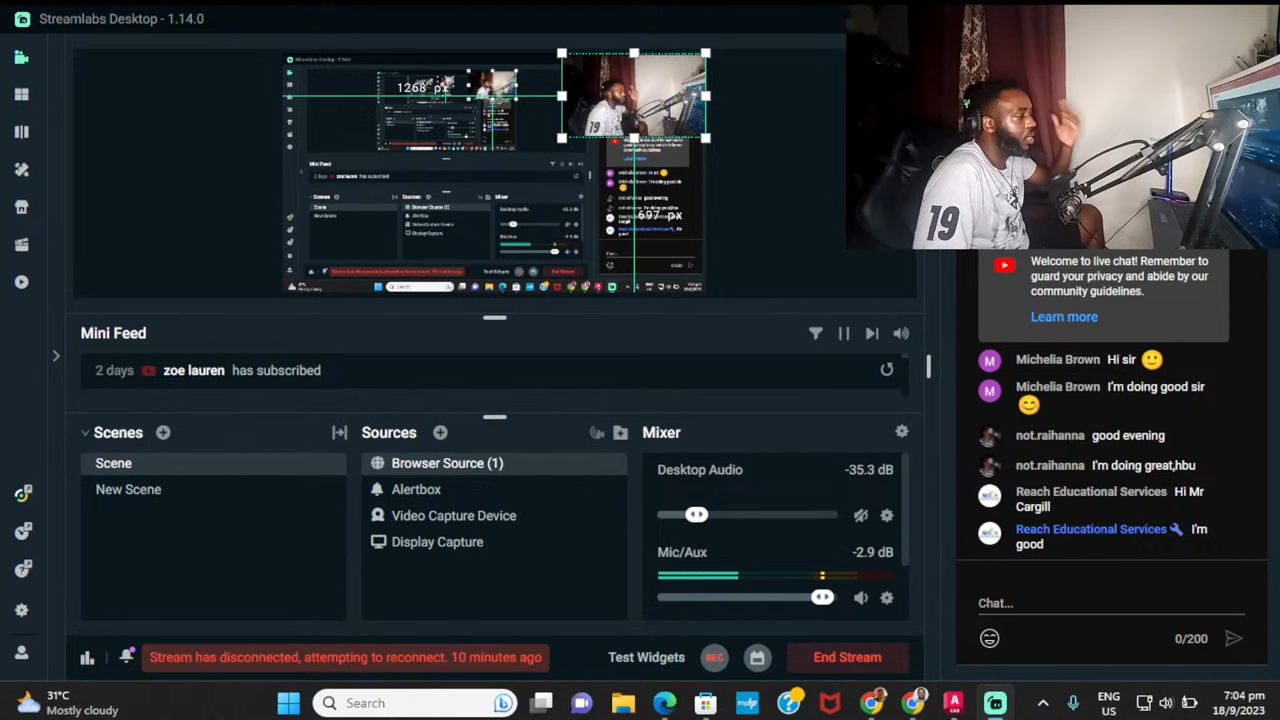 Streamlabs Desktop - 1.14.0
1268 px
697 px
Mini Feed
2 days zoe lauren has subscribed
Scenes
Scene
New Scene
Sources
Browser Source (1)
Alertbox
Video Capture Device
Display Capture
Mixer
Desktop Audio -35.3 dB
Mic/Aux -2.9 dB
Stream has disconnected, attempting to reconnect. 10 minutes ago
Test Widgets
REC
End Stream
19
Welcome to live chat! Remember to
guard your privacy and abide by our
community guidelines.
Learn more
M Michelia Brown Hi sir 🙂
M Michelia Brown I'm doing good sir
😊
not.raihanna good evening
not.raihanna I'm doing great,hbu
Reach Educational Services Hi Mr
Cargill
Reach Educational Services I'm
good
Chat...
0/200
31°C
Mostly cloudy
Search
myhp
CAD
ENG
US
7:04 pm
18/9/2023